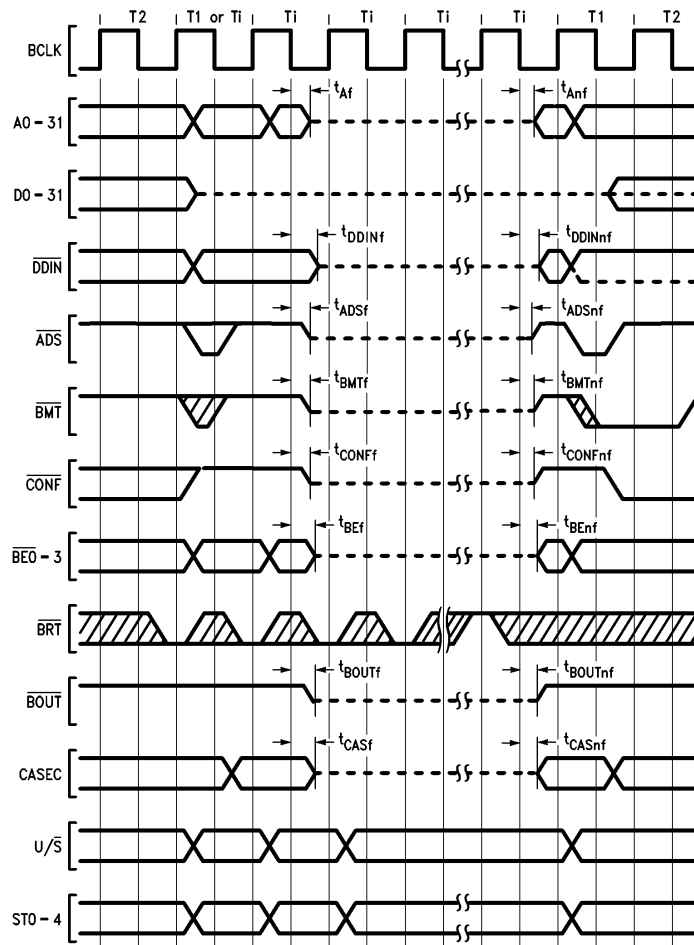 T2 T1 or Ti Ti Ti Ti Ti T1 T2
BCLK
tAf tAnf
A0-31
D0-31
tDDINf tDDINnf
DDIN
tADSf tADSnf
ADS
tBMTf tBMTnf
BMT
tCONFf tCONFnf
CONF
tBEf tBEnf
BE0-3
BRT
tBOUTf tBOUTnf
BOUT
tCASf tCASnf
CASEC
U/S̅
ST0-4